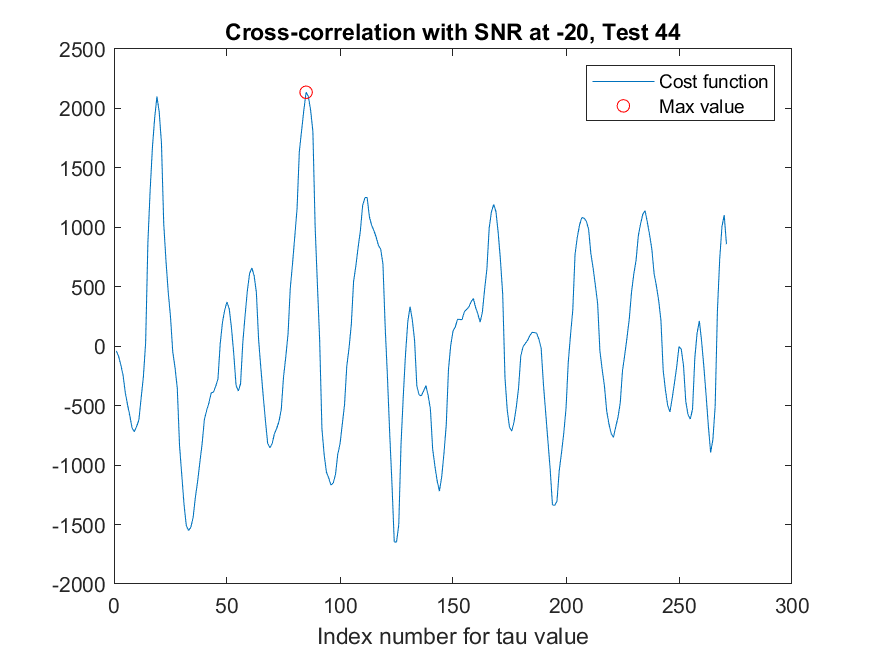 Cross-correlation with SNR at -20, Test 44
2500
2000
1500
1000
500
0
-500
-1000
-1500
-2000
Cost function
Max value
0 50 100 150 200 250 300
Index number for tau value